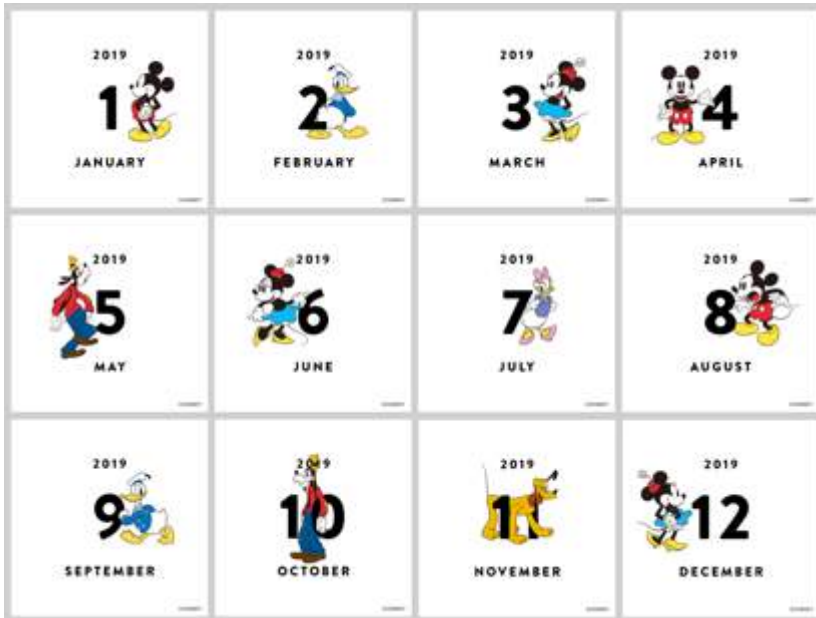 2019
1
JANUARY
2019
2
FEBRUARY
2019
3
MARCH
2019
4
APRIL
2019
5
MAY
2019
6
JUNE
2019
7
JULY
2019
8
AUGUST
2019
9
SEPTEMBER
2019
10
OCTOBER
2019
11
NOVEMBER
2019
12
DECEMBER